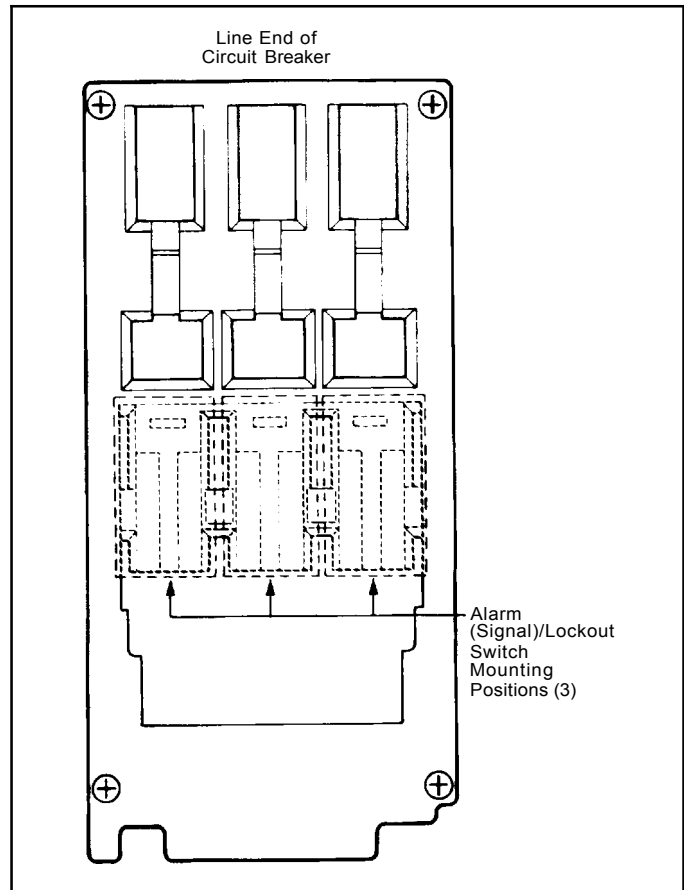 Line End of
Circuit Breaker
Alarm
(Signal)/Lockout
Switch
Mounting
Positions (3)